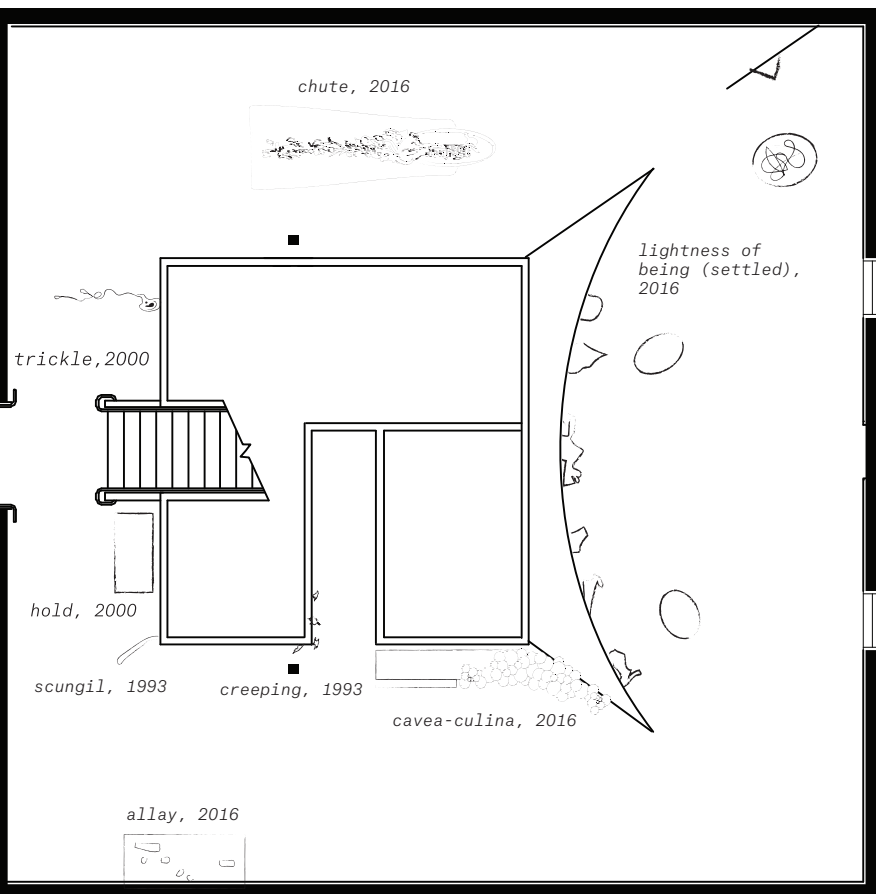 chute, 2016
lightness of
being (settled),
2016
trickle,2000
hold, 2000
scungil, 1993
creeping, 1993
cavea-culina, 2016
allay, 2016